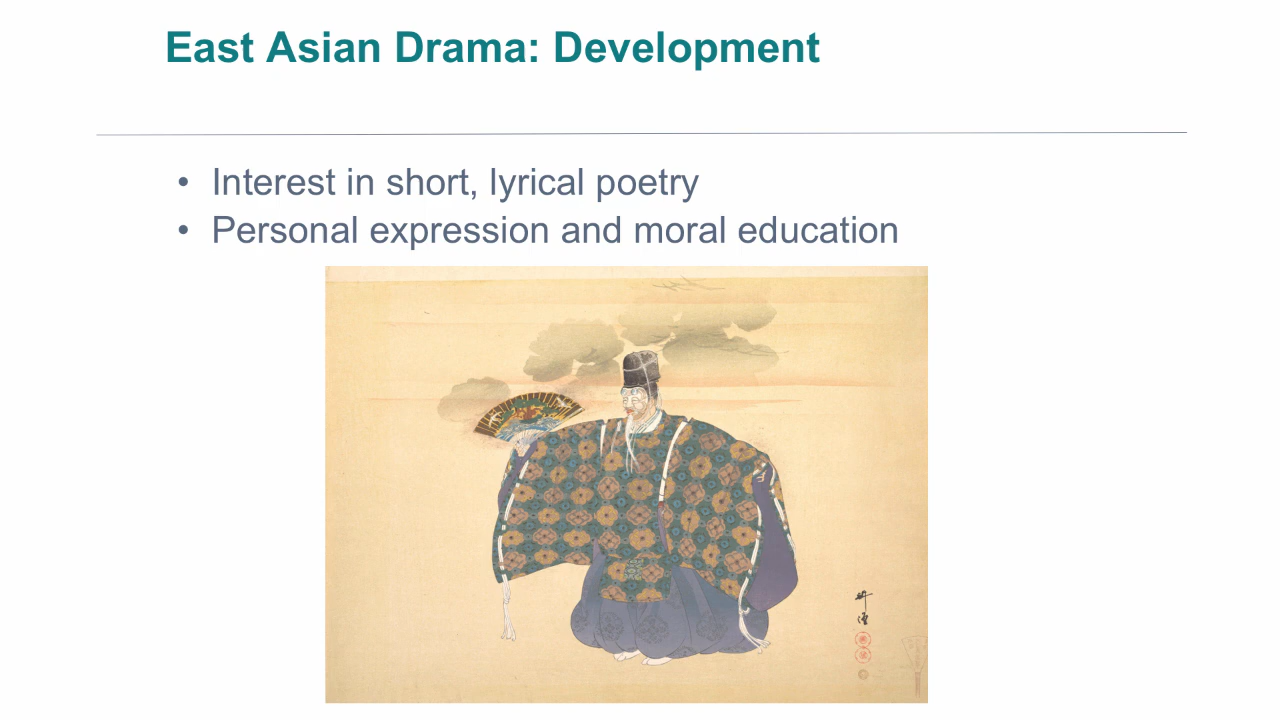 East Asian Drama: Development
• Interest in short, lyrical poetry
• Personal expression and moral education